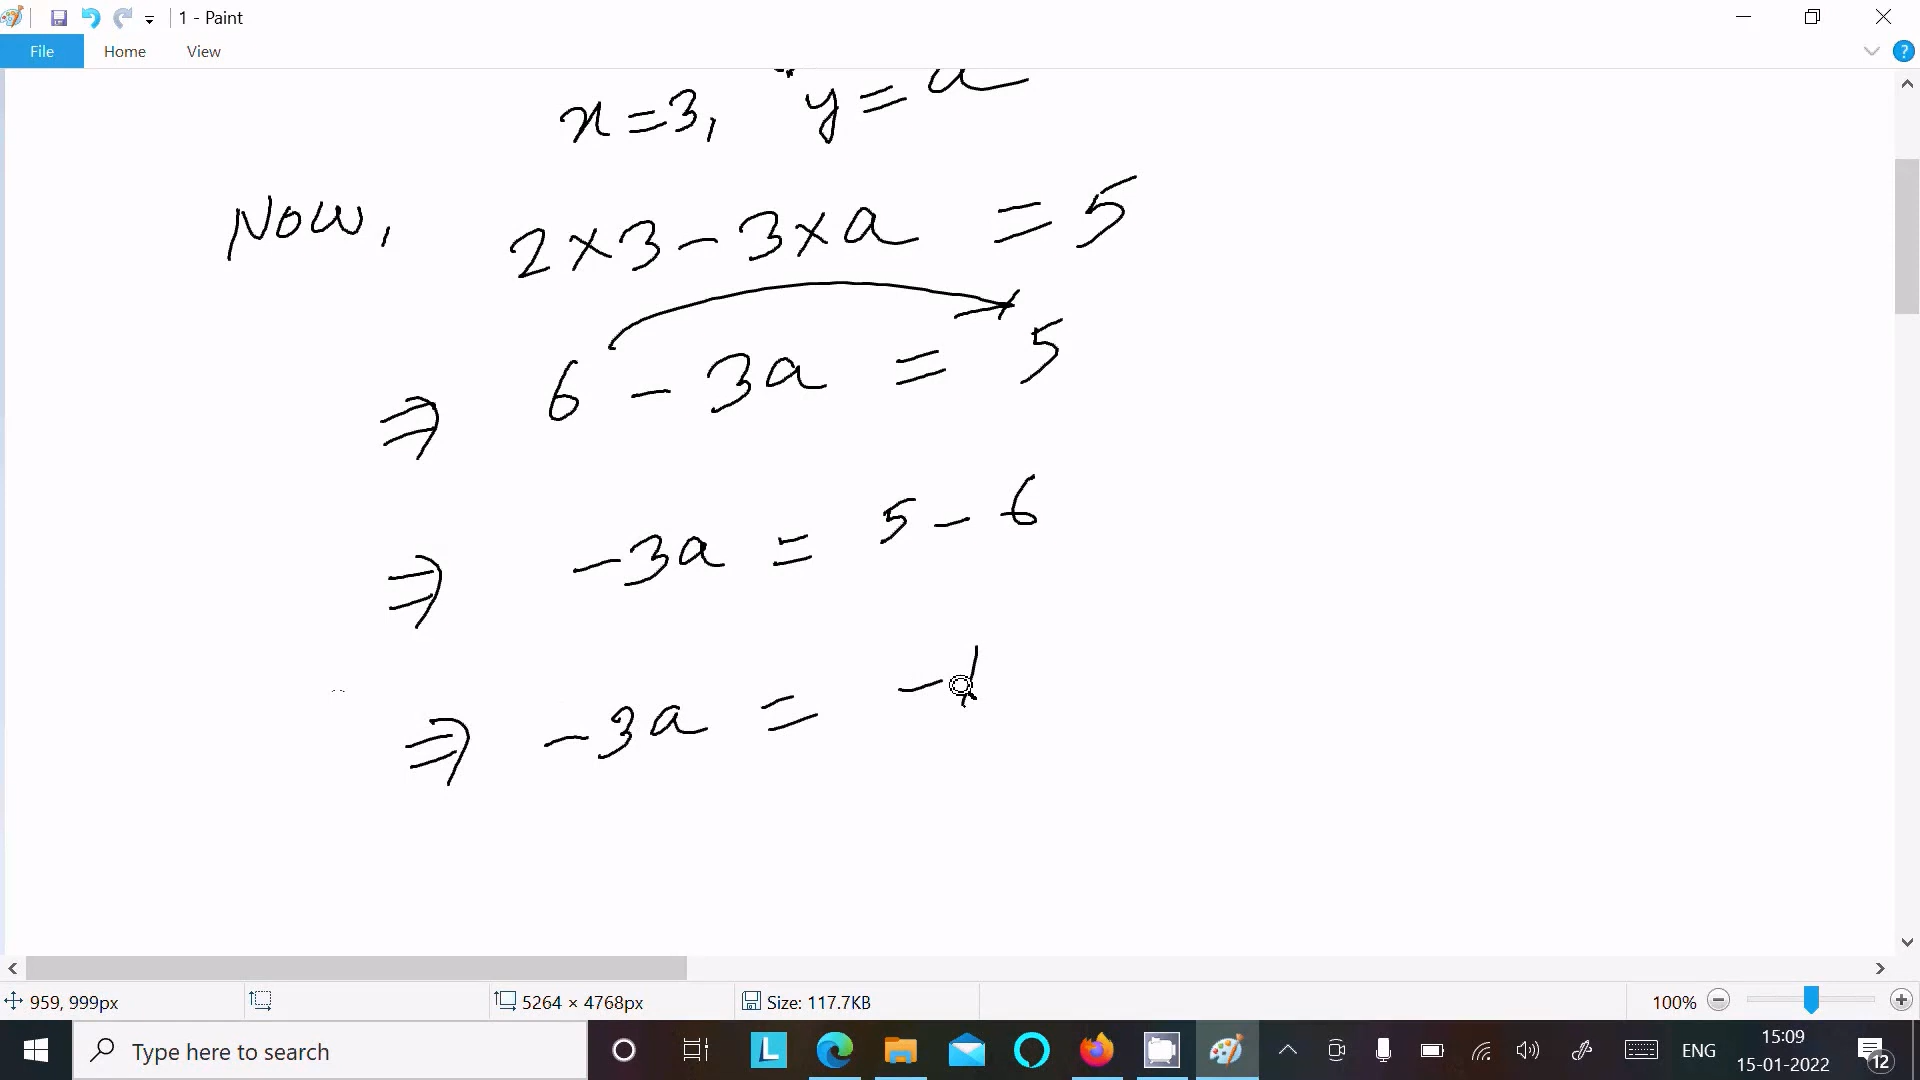 1 - Paint
File Home View
x=3, y=a
Now, 2×3-3×a = 5
⇒ 6 - 3a = 5
⇒ -3a = 5 - 6
⇒ -3a = -1
959, 999px 5264 × 4768px Size: 117.7KB 100%
Type here to search L ENG 15:09
15-01-2022 12